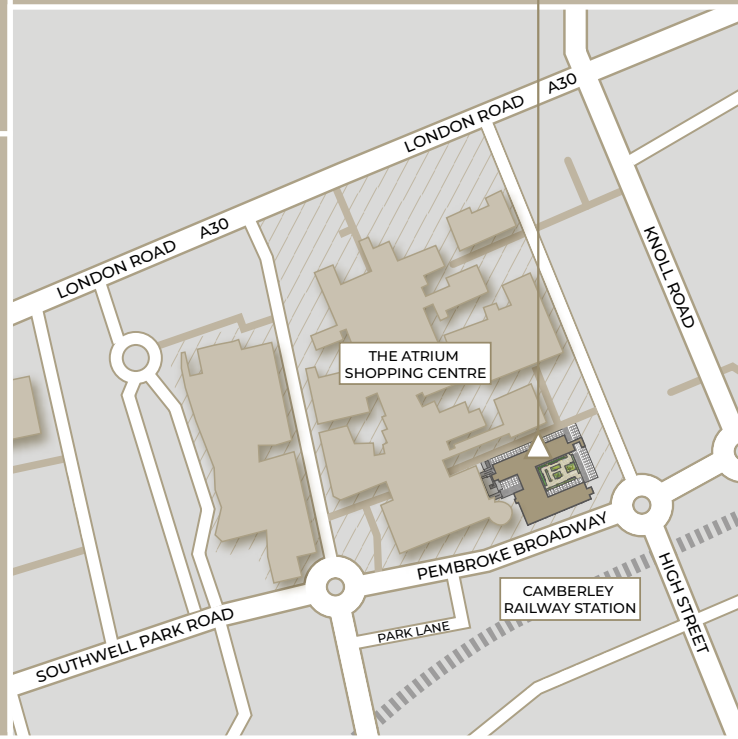 LONDON ROAD A30
LONDON ROAD A30
KNOLL ROAD
THE ATRIUM
SHOPPING CENTRE
PEMBROKE BROADWAY
CAMBERLEY
RAILWAY STATION
HIGH STREET
PARK LANE
SOUTHWELL PARK ROAD